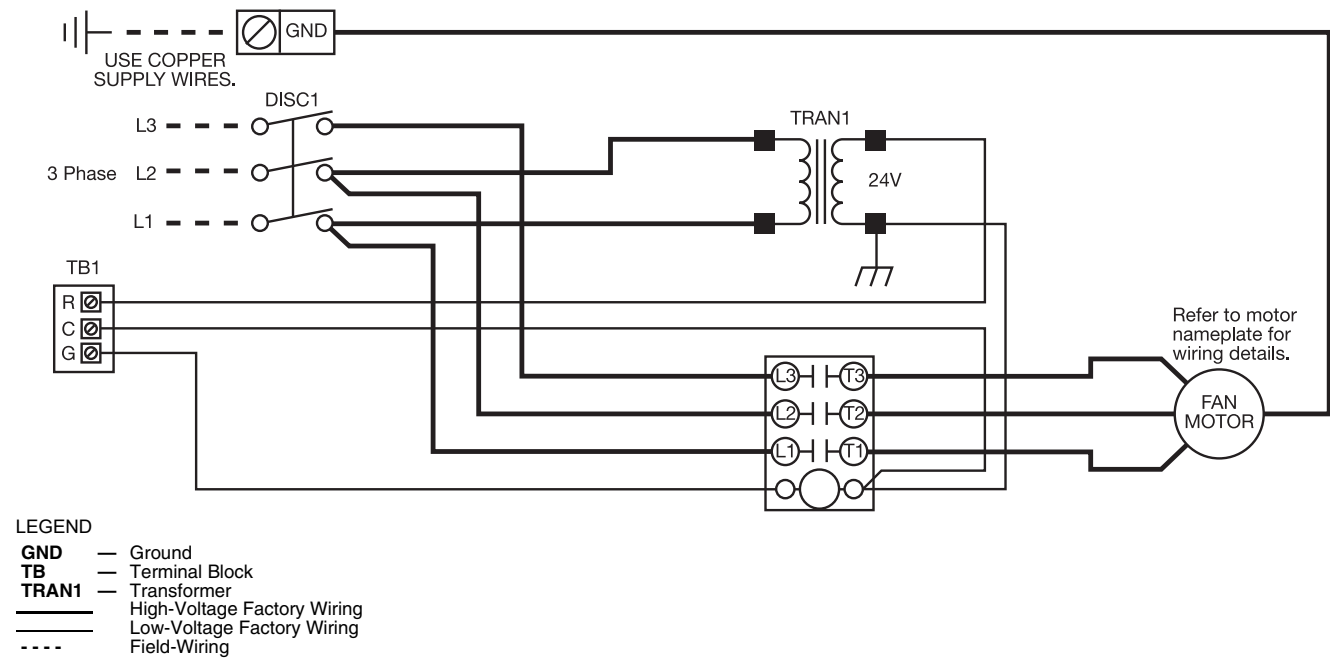 GND
USE COPPER
SUPPLY WIRES.
DISC1
L3
TRAN1
3 Phase L2
24V
L1
TB1
R
C
G
Refer to motor
nameplate for
wiring details.
L3 T3
L2 T2
L1 T1
FAN
MOTOR
LEGEND
GND — Ground
TB — Terminal Block
TRAN1 — Transformer
High-Voltage Factory Wiring
Low-Voltage Factory Wiring
Field-Wiring